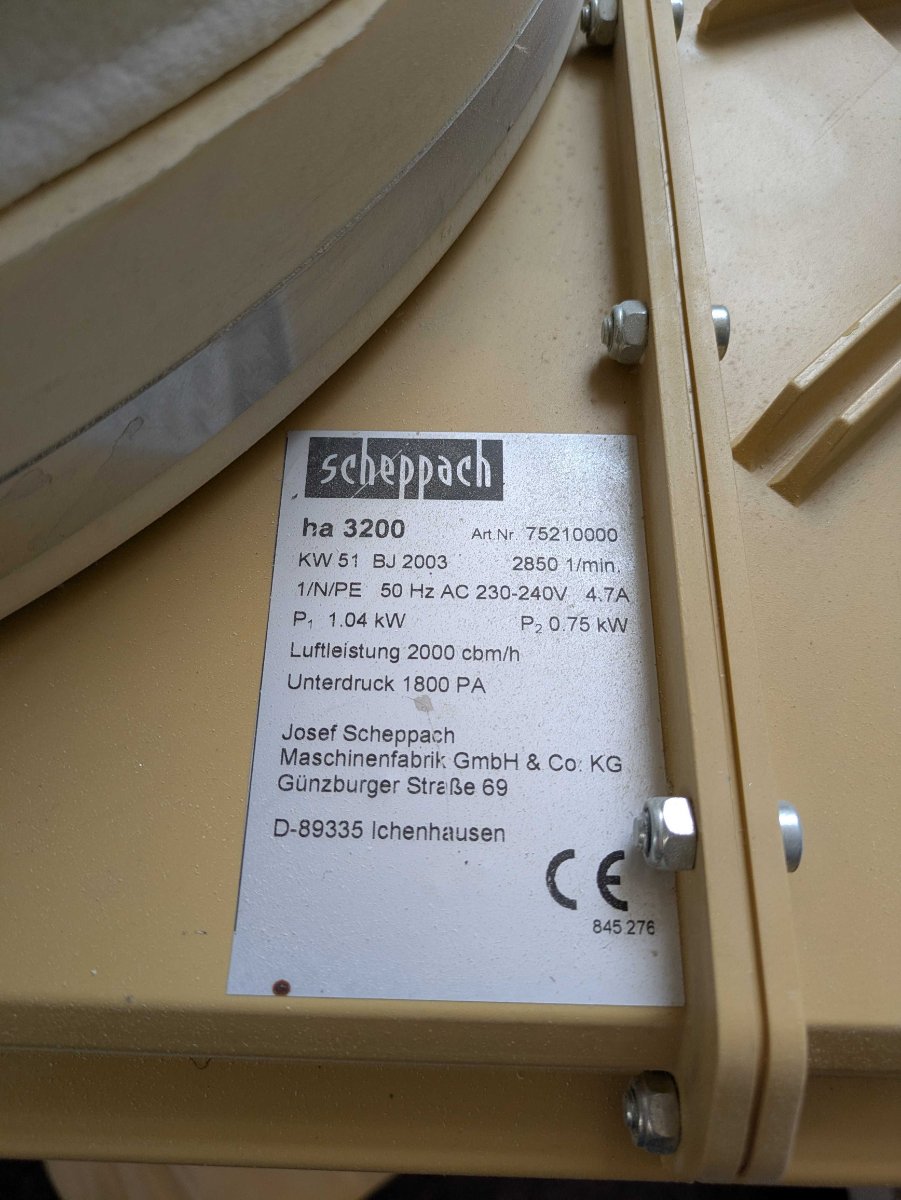 scheppach
ha 3200 Art.Nr. 75210000
KW 51 BJ 2003 2850 1/min.
1/N/PE 50 Hz AC 230-240V 4.7A
P₁ 1.04 kW P₂ 0.75 kW
Luftleistung 2000 cbm/h
Unterdruck 1800 PA
Josef Scheppach
Maschinenfabrik GmbH & Co. KG
Günzburger Straße 69
D-89335 Ichenhausen
CE
845 276